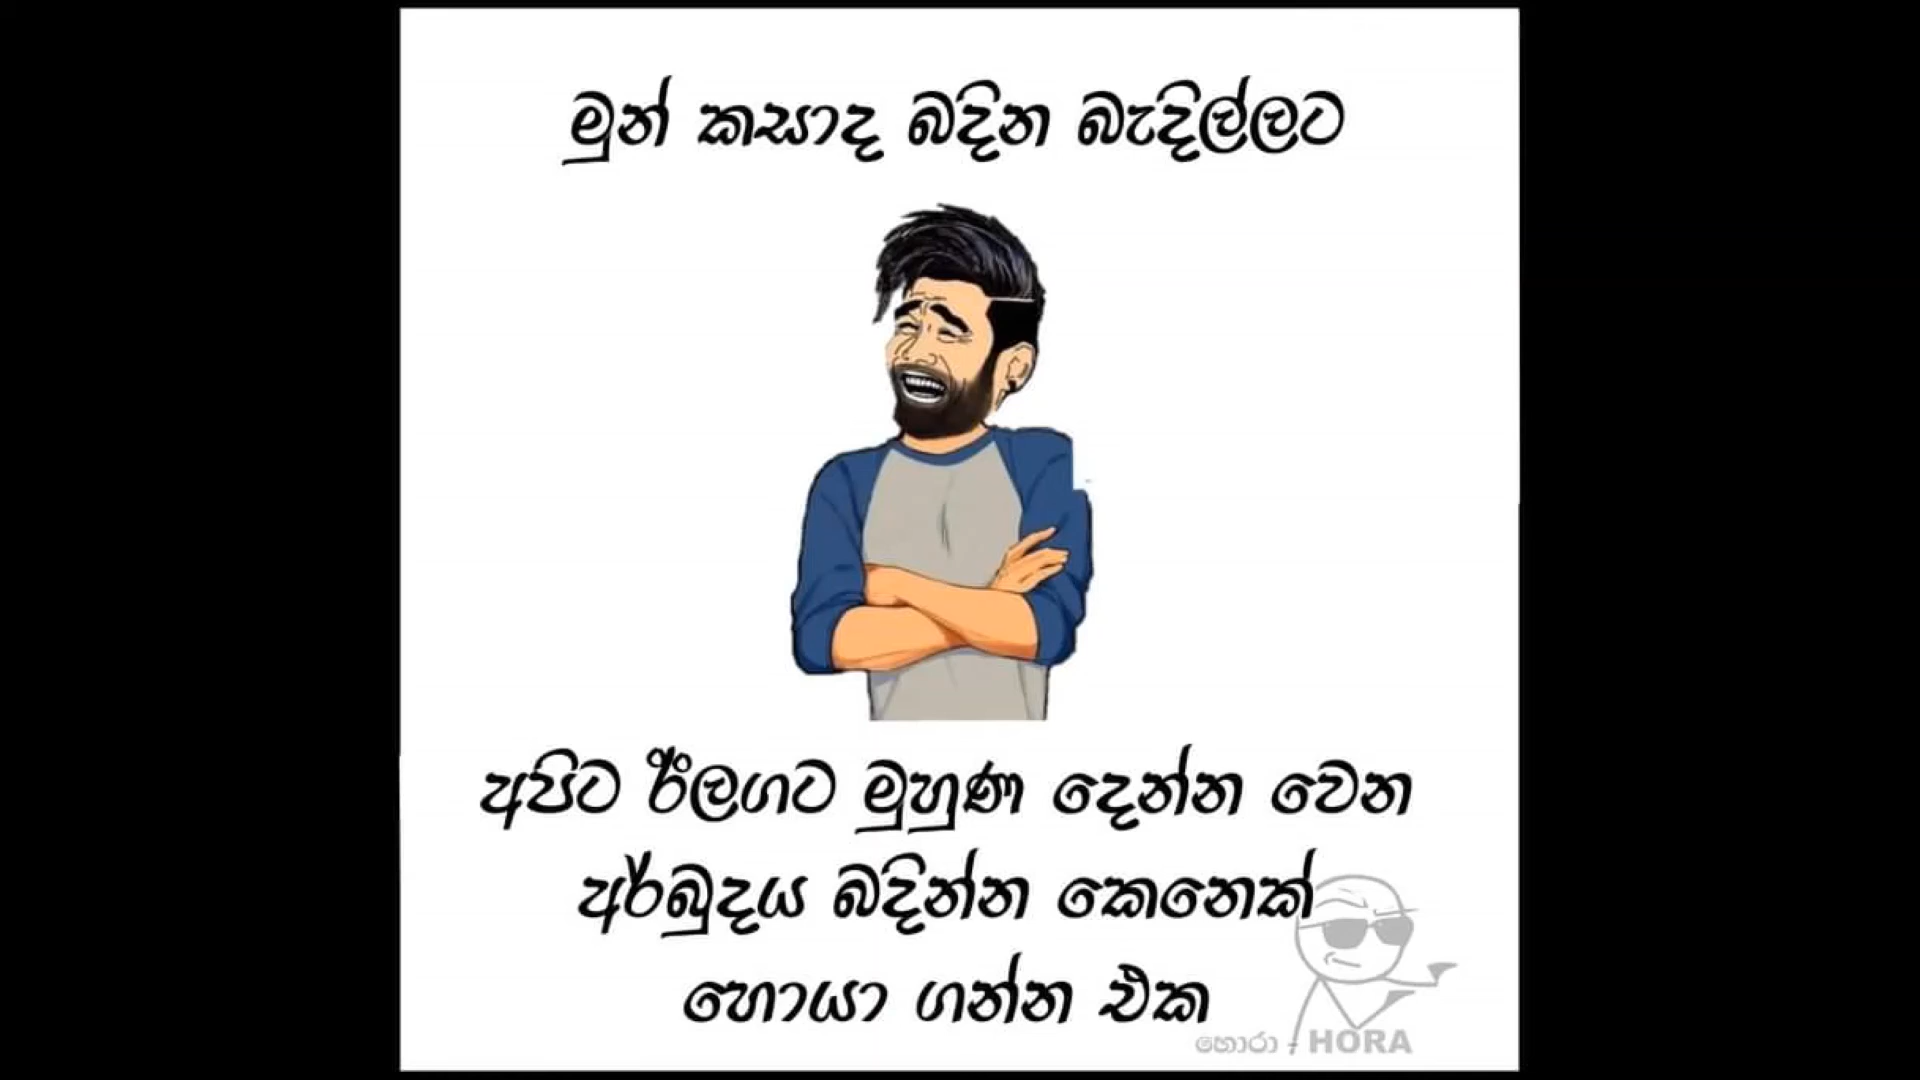 මුන් කසාද බදින බැදිල්ලට
අපිට ඊලගට මුහුණ දෙන්න වෙන
අර්බුදය බදින්න කෙනෙක්
හොයා ගන්න එක
හොරා - HORA